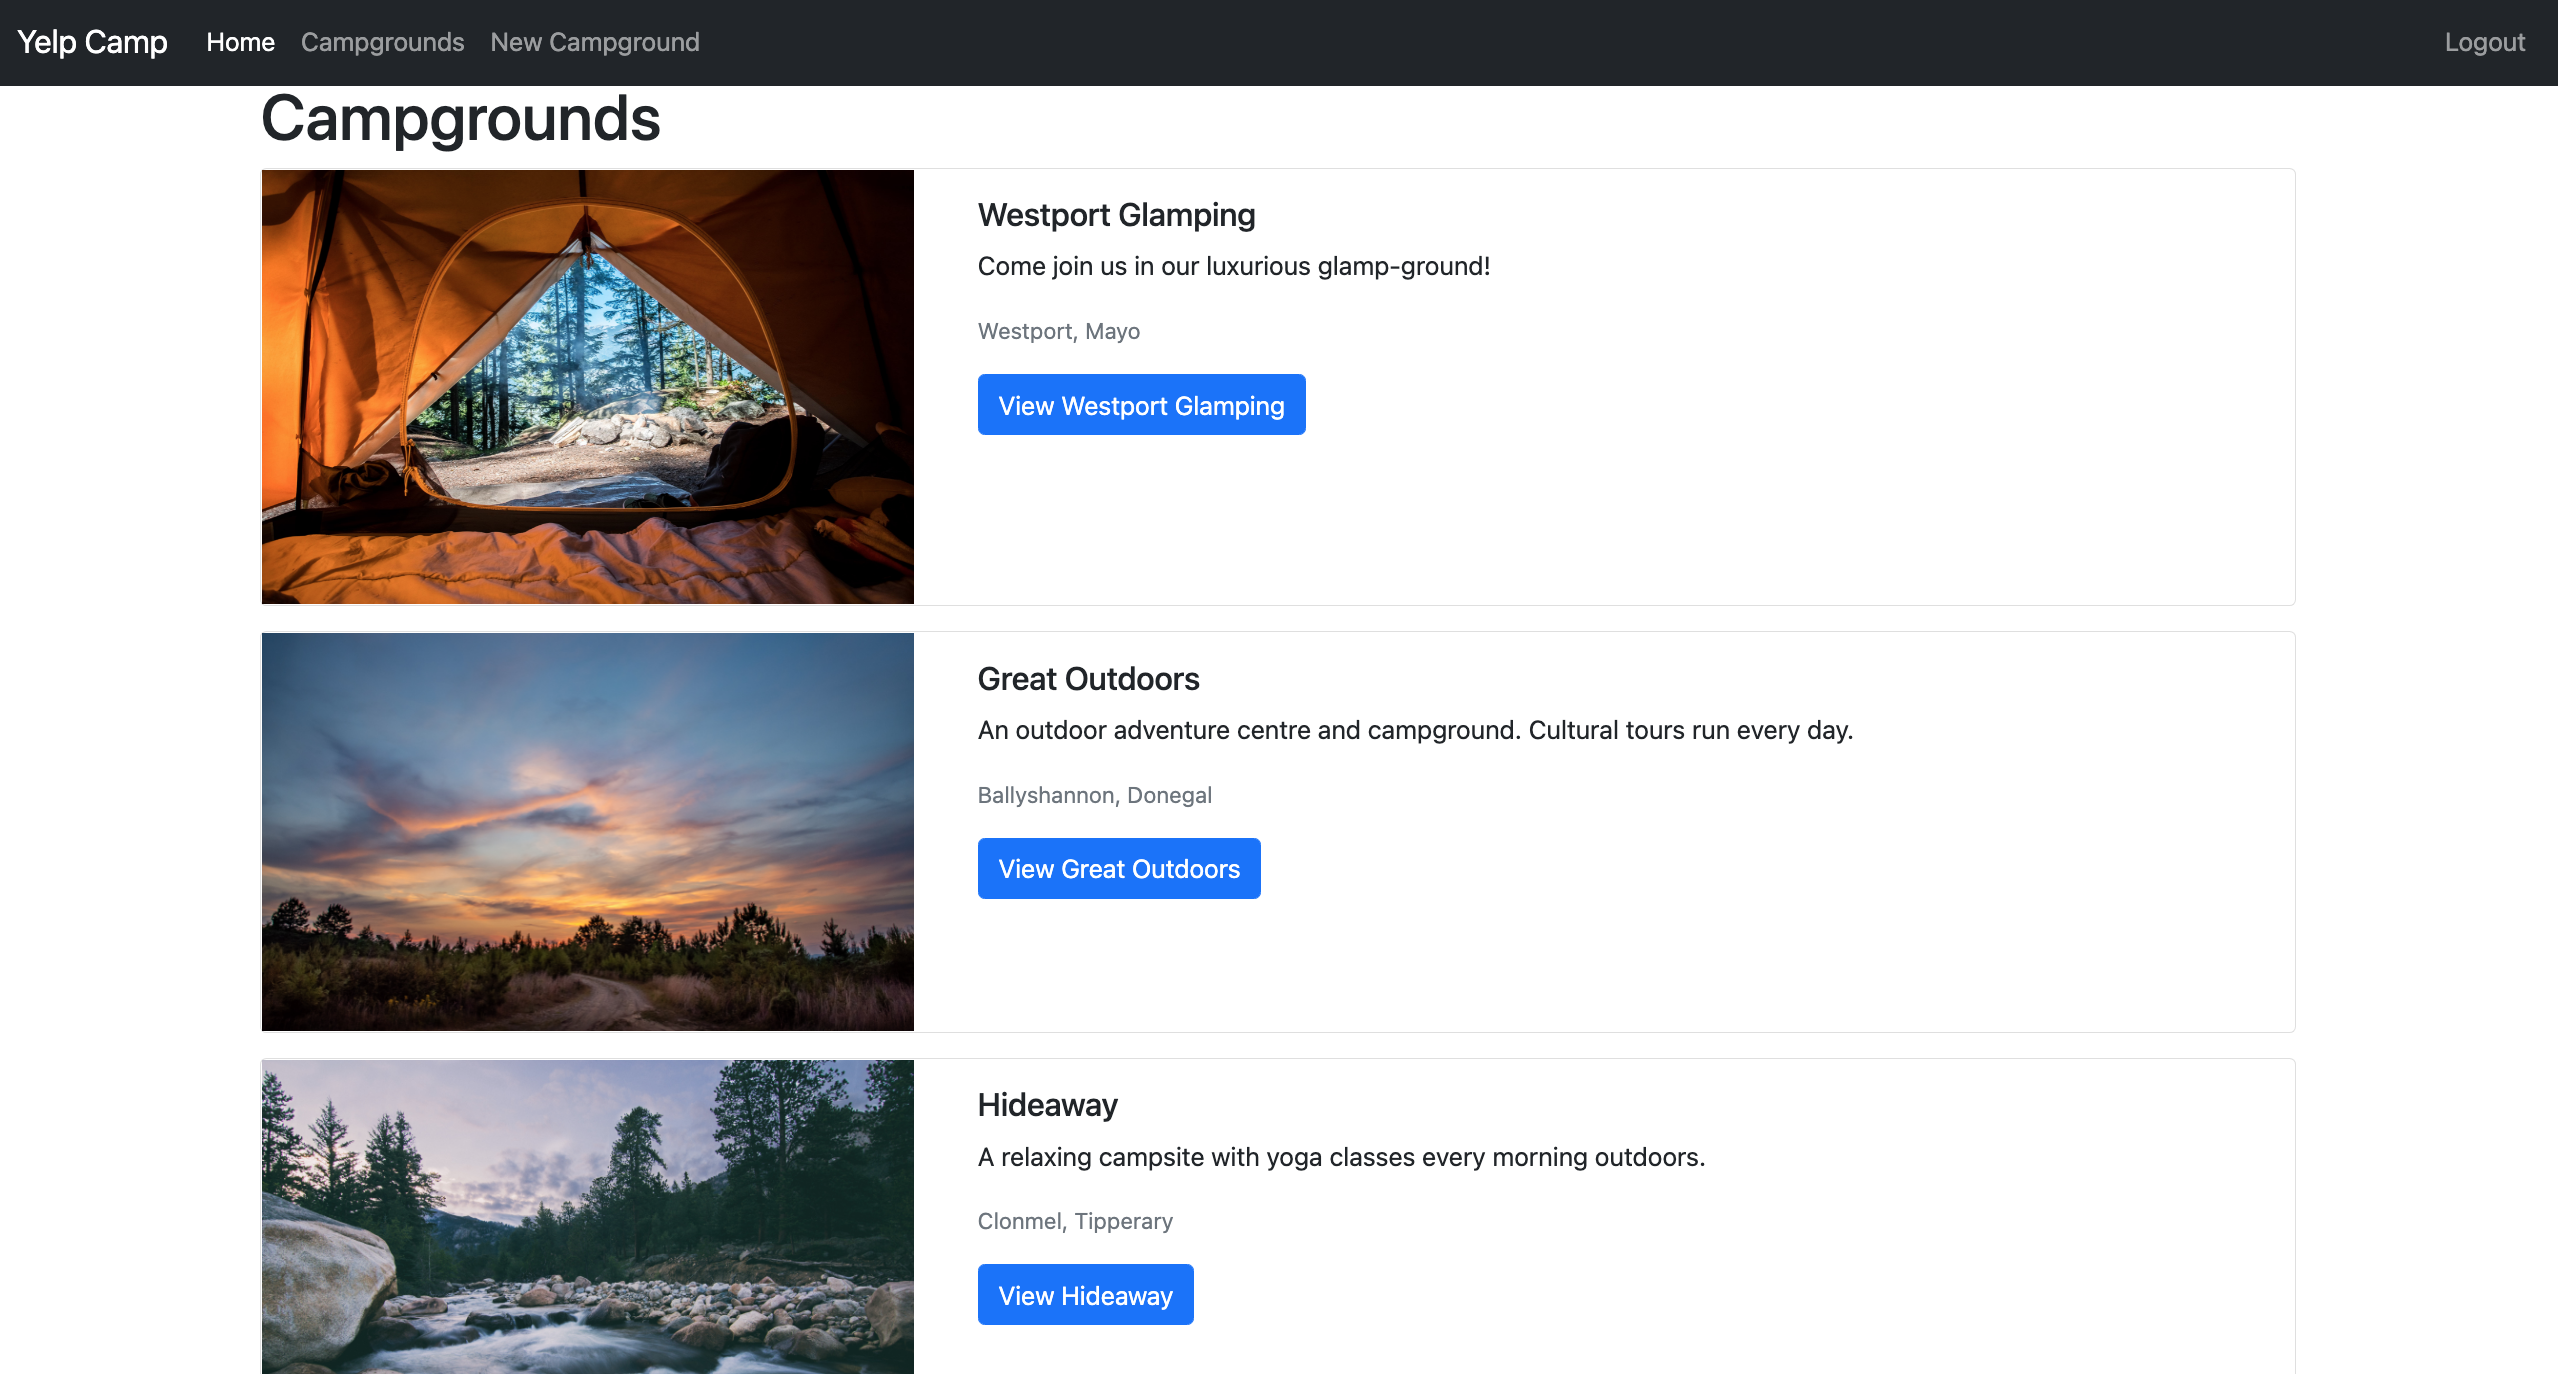 Yelp Camp Home Campgrounds New Campground Logout
Campgrounds
Westport Glamping
Come join us in our luxurious glamp-ground!
Westport, Mayo
View Westport Glamping
Great Outdoors
An outdoor adventure centre and campground. Cultural tours run every day.
Ballyshannon, Donegal
View Great Outdoors
Hideaway
A relaxing campsite with yoga classes every morning outdoors.
Clonmel, Tipperary
View Hideaway